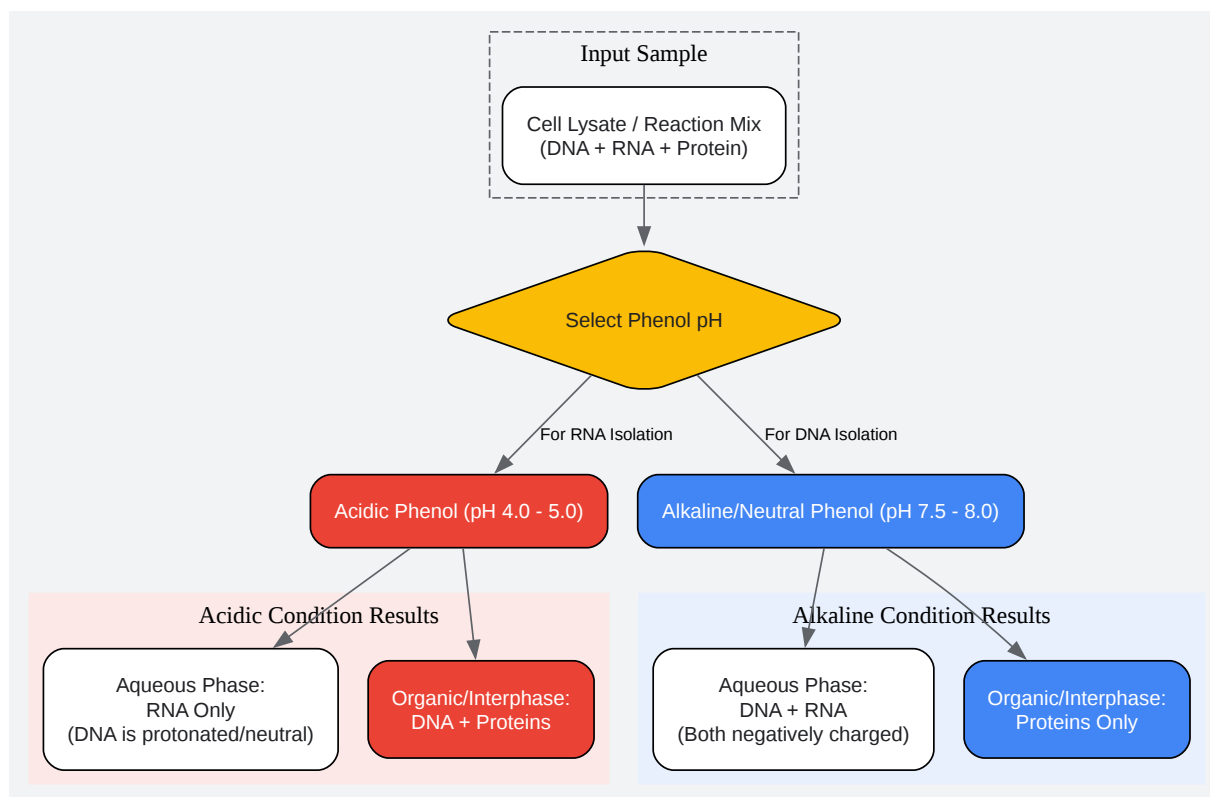 Input Sample
Cell Lysate / Reaction Mix
(DNA + RNA + Protein)
Select Phenol pH
For RNA Isolation
For DNA Isolation
Acidic Phenol (pH 4.0 - 5.0)
Alkaline/Neutral Phenol (pH 7.5 - 8.0)
Acidic Condition Results
Aqueous Phase:
RNA Only
(DNA is protonated/neutral)
Organic/Interphase:
DNA + Proteins
Alkaline Condition Results
Aqueous Phase:
DNA + RNA
(Both negatively charged)
Organic/Interphase:
Proteins Only